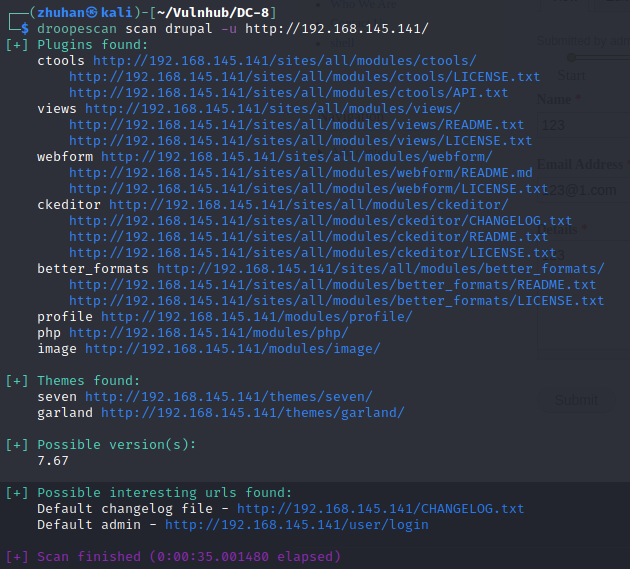 (zhuhan㉿kali)-[~/Vulnhub/DC-8]
$ droopescan scan drupal -u http://192.168.145.141/
[+] Plugins found:
ctools http://192.168.145.141/sites/all/modules/ctools/
http://192.168.145.141/sites/all/modules/ctools/LICENSE.txt
http://192.168.145.141/sites/all/modules/ctools/API.txt
views http://192.168.145.141/sites/all/modules/views/
http://192.168.145.141/sites/all/modules/views/README.txt
http://192.168.145.141/sites/all/modules/views/LICENSE.txt
webform http://192.168.145.141/sites/all/modules/webform/
http://192.168.145.141/sites/all/modules/webform/README.md
http://192.168.145.141/sites/all/modules/webform/LICENSE.txt
ckeditor http://192.168.145.141/sites/all/modules/ckeditor/
http://192.168.145.141/sites/all/modules/ckeditor/CHANGELOG.txt
http://192.168.145.141/sites/all/modules/ckeditor/README.txt
http://192.168.145.141/sites/all/modules/ckeditor/LICENSE.txt
better_formats http://192.168.145.141/sites/all/modules/better_formats/
http://192.168.145.141/sites/all/modules/better_formats/README.txt
http://192.168.145.141/sites/all/modules/better_formats/LICENSE.txt
profile http://192.168.145.141/modules/profile/
php http://192.168.145.141/modules/php/
image http://192.168.145.141/modules/image/
[+] Themes found:
seven http://192.168.145.141/themes/seven/
garland http://192.168.145.141/themes/garland/
[+] Possible version(s):
7.67
[+] Possible interesting urls found:
Default changelog file - http://192.168.145.141/CHANGELOG.txt
Default admin - http://192.168.145.141/user/login
[+] Scan finished (0:00:35.001480 elapsed)
Who We Are
Start
Name *
123
Email Address
Submit